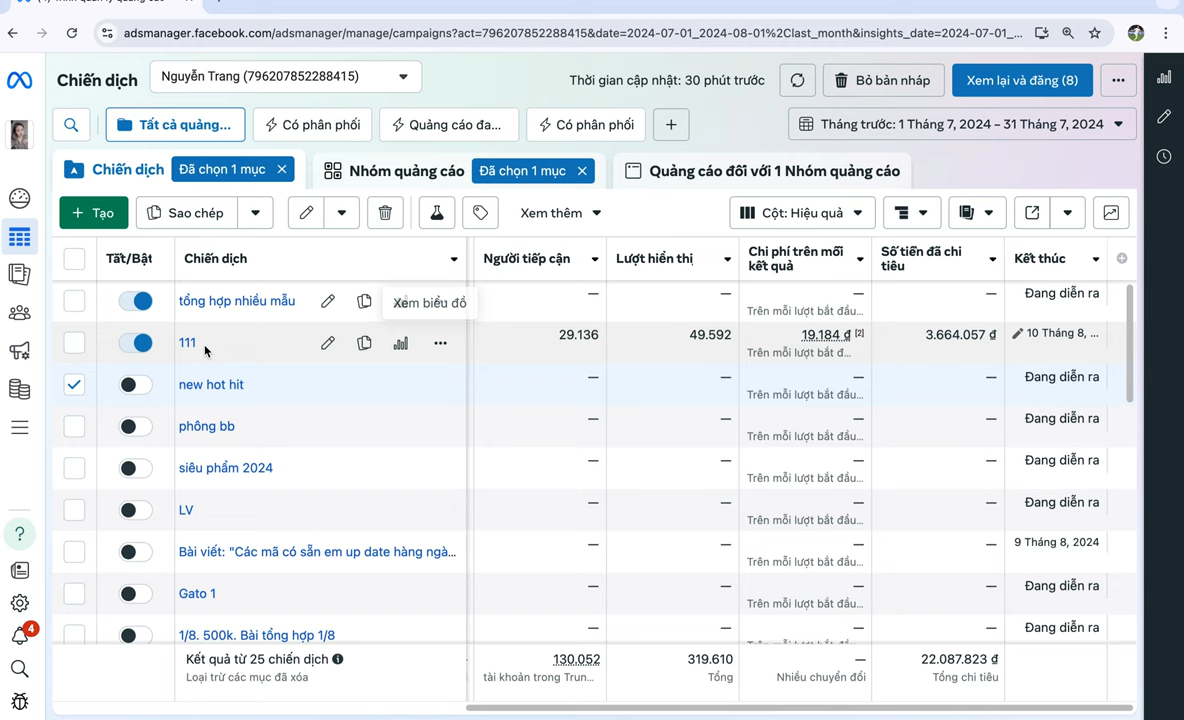 adsmanager.facebook.com/adsmanager/manage/campaigns?act=796207852288415&date=2024-07-01_2024-08-01%2Clast_month&insights_date=2024-07-01_...
Chiến dịch
Nguyễn Trang (796207852288415)
Thời gian cập nhật: 30 phút trước
Bỏ bản nháp
Xem lại và đăng (8)
Tất cả quảng...
Có phân phối
Quảng cáo đa...
Có phân phối
Tháng trước: 1 Tháng 7, 2024 – 31 Tháng 7, 2024
Chiến dịch
Đã chọn 1 mục
Nhóm quảng cáo
Đã chọn 1 mục
Quảng cáo đối với 1 Nhóm quảng cáo
+ Tạo
Sao chép
Xem thêm
Cột: Hiệu quả
Tắt/Bật
Chiến dịch
Người tiếp cận
Lượt hiển thị
Chi phí trên mỗi kết quả
Số tiền đã chi tiêu
Kết thúc
tổng hợp nhiều mẫu
Xem biểu đồ
— — — —
Trên mỗi lượt bắt đầu...
Đang diễn ra
111
29.136
49.592
19.184 ₫ [2]
Trên mỗi lượt bắt đ...
3.664.057 ₫
10 Tháng 8, ...
new hot hit
— — — —
Trên mỗi lượt bắt đầu...
Đang diễn ra
phông bb
— — — —
Trên mỗi lượt bắt đầu...
Đang diễn ra
siêu phẩm 2024
— — — —
Trên mỗi lượt bắt đầu...
Đang diễn ra
LV
— — — —
Trên mỗi lượt bắt đầu...
Đang diễn ra
Bài viết: "Các mã có sẵn em up date hàng ngà...
— — — —
Trên mỗi lượt bắt đầu...
9 Tháng 8, 2024
Gato 1
— — — —
Trên mỗi lượt bắt đầu...
Đang diễn ra
1/8. 500k. Bài tổng hợp 1/8
— — — —
Đang diễn ra
Kết quả từ 25 chiến dịch
Loại trừ các mục đã xóa
130.052
tài khoản trong Trun...
319.610
Tổng
—
Nhiều chuyển đổi
22.087.823 ₫
Tổng chi tiêu
?
4